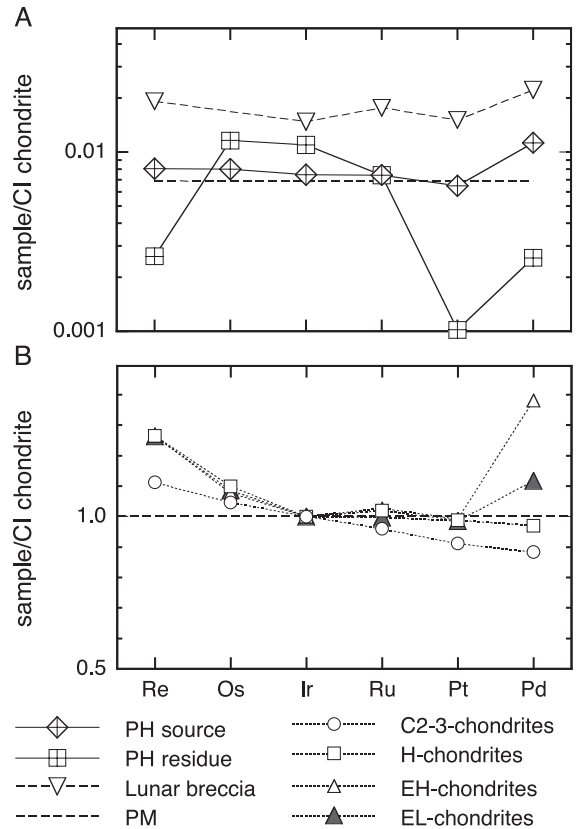 A
sample/CI chondrite
0.01
0.001
B
sample/CI chondrite
1.0
0.5
Re Os Ir Ru Pt Pd
PH source
PH residue
Lunar breccia
PM
C2-3-chondrites
H-chondrites
EH-chondrites
EL-chondrites